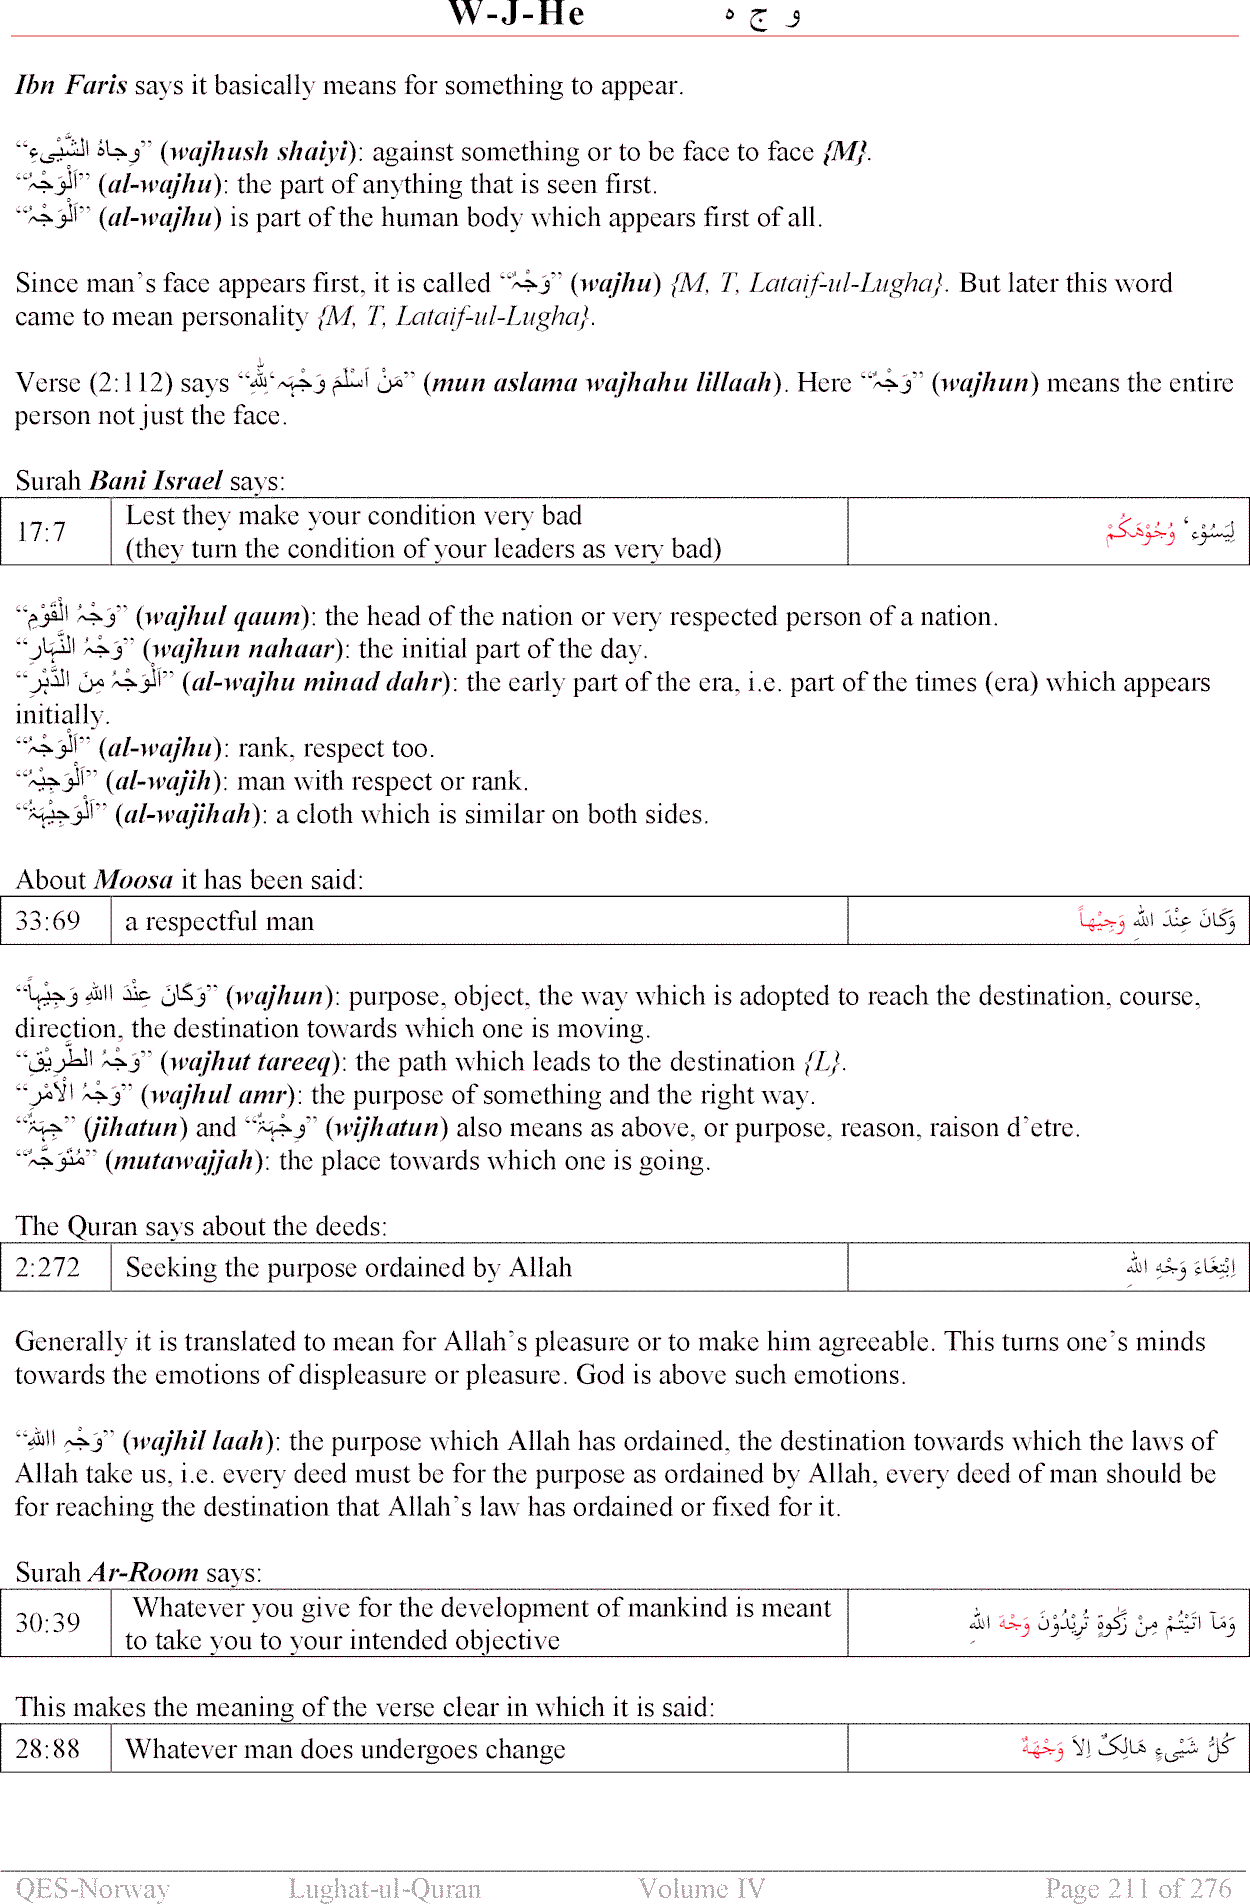 W-J-He و ج ہ
Ibn Faris says it basically means for something to appear.
“وِجاہُ الشَّیْیِٔ” (wajhush shaiyi): against something or to be face to face {M}.
“اَلْوَجْہُ” (al-wajhu): the part of anything that is seen first.
“اَلْوَجْہُ” (al-wajhu) is part of the human body which appears first of all.
Since man’s face appears first, it is called “وَجْہٌ” (wajhu) {M, T, Lataif-ul-Lugha}. But later this word
came to mean personality {M, T, Lataif-ul-Lugha}.
Verse (2:112) says “مَنْ اَسْلَمَ وَجْہَہ‘ لِلّٰہِ” (mun aslama wajhahu lillaah). Here “وَجْہٌ” (wajhun) means the entire
person not just the face.
Surah Bani Israel says:
17:7 Lest they make your condition very bad لِیَسُوْء ‘ وُجُوْهَکُمْ
(they turn the condition of your leaders as very bad)
“وَجْہُ الْقَوْمِ” (wajhul qaum): the head of the nation or very respected person of a nation.
“وَجْہُ النَّہَارِ” (wajhun nahaar): the initial part of the day.
“اَلْوَجْہُ مِنَ الدَّہْرِ” (al-wajhu minad dahr): the early part of the era, i.e. part of the times (era) which appears
initially.
“اَلْوَجْہُ” (al-wajhu): rank, respect too.
“اَلْوَجِیْہُ” (al-wajih): man with respect or rank.
“اَلْوَجِیْہَۃُ” (al-wajihah): a cloth which is similar on both sides.
About Moosa it has been said:
33:69 a respectful man وَكَانَ عِنْدَ اللّٰهِ وَجِیْهاً
“وَکَانَ عِنْدَ االلهِ وَجِیْہاً” (wajhun): purpose, object, the way which is adopted to reach the destination, course,
direction, the destination towards which one is moving.
“وَجْہُ الطَّرِیْقِ” (wajhut tareeq): the path which leads to the destination {L}.
“وَجْہُ الْاَمْرِ” (wajhul amr): the purpose of something and the right way.
“جِہَۃٌ” (jihatun) and “وِجْہَۃٌ” (wijhatun) also means as above, or purpose, reason, raison d’etre.
“مُتَوَجَّہٌ” (mutawajjah): the place towards which one is going.
The Quran says about the deeds:
2:272 Seeking the purpose ordained by Allah اِبْتِغَاءَ وَجْهِ اللّٰهِ
Generally it is translated to mean for Allah’s pleasure or to make him agreeable. This turns one’s minds
towards the emotions of displeasure or pleasure. God is above such emotions.
“وَجْہِ االلهِ” (wajhil laah): the purpose which Allah has ordained, the destination towards which the laws of
Allah take us, i.e. every deed must be for the purpose as ordained by Allah, every deed of man should be
for reaching the destination that Allah’s law has ordained or fixed for it.
Surah Ar-Room says:
30:39 Whatever you give for the development of mankind is meant وَمَآ اٰتَیْتُمْ مِنْ زَکٰوةٍ تُرِیْدُوْنَ وَجْهَ اللّٰهِ
to take you to your intended objective
This makes the meaning of the verse clear in which it is said:
28:88 Whatever man does undergoes change کُلُّ شَیْیءٍ هَالِکٌ اِلاَ وَجْهَهٌ
QES-Norway Lughat-ul-Quran Volume IV Page 211 of 276